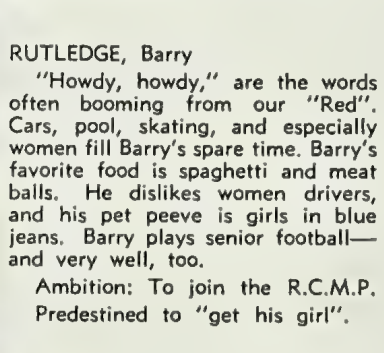 RUTLEDGE, Barry
"Howdy, howdy," are the words
often booming from our "Red".
Cars, pool, skating, and especially
women fill Barry's spare time. Barry's
favorite food is spaghetti and meat
balls. He dislikes women drivers,
and his pet peeve is girls in blue
jeans. Barry plays senior football—
and very well, too.
Ambition: To join the R.C.M.P.
Predestined to "get his girl".